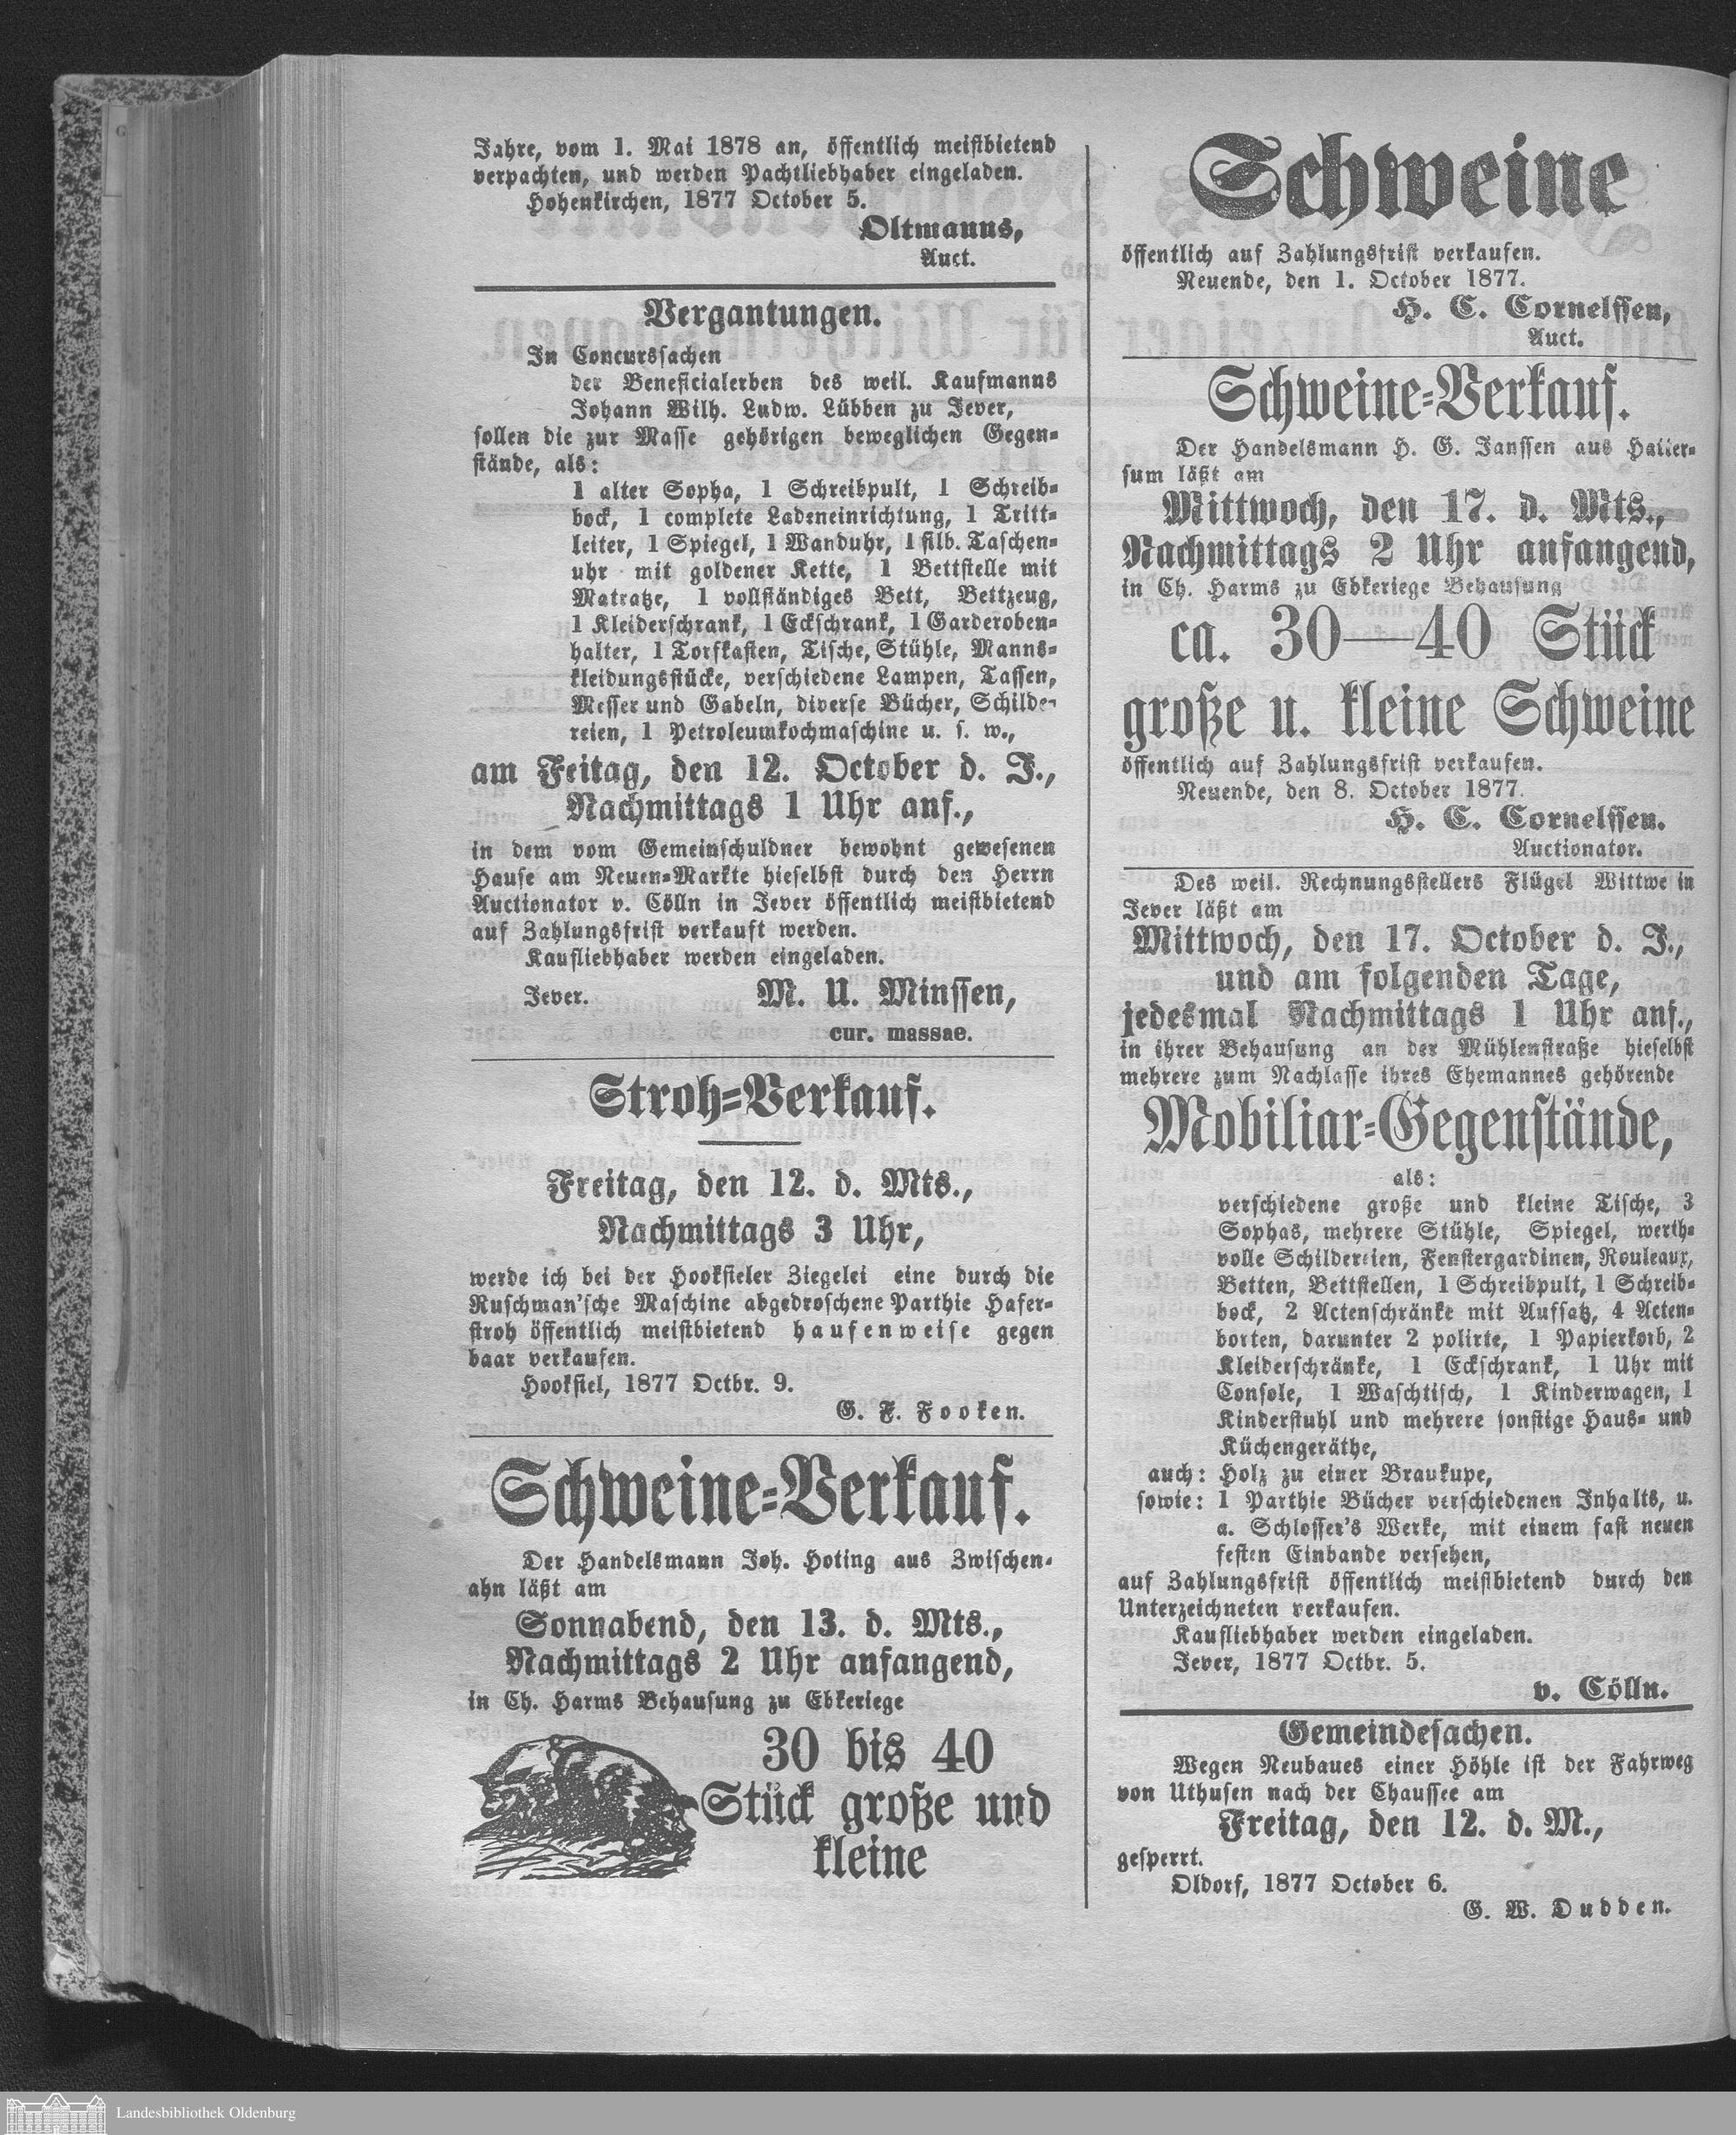 Jahre, vom 1. Mai 1878 an, öffentlich meistbietend
verpachten, und werden Pachtliebhaber eingeladen.
Hohenkirchen, 1877 October 5.
Oltmanns,
Auct.
Vergantungen.
In Concurssachen
der Beneficialerben des weil. Kaufmanns
Johann Wilh. Ludw. Lübben zu Jever,
sollen die zur Masse gehörigen beweglichen Gegen-
stände, als:
1 alter Sopha, 1 Schreibpult, 1 Schreib-
bock, 1 complete Ladeneinrichtung, 1 Tritt-
leiter, 1 Spiegel, 1 Wanduhr, 1 silb. Taschen-
uhr mit goldener Kette, 1 Bettstelle mit
Matratze, 1 vollständiges Bett, Bettzeug,
1 Kleiderschrank, 1 Eckschrank, 1 Garderoben-
halter, 1 Torfkasten, Tische, Stühle, Manns-
kleidungsstücke, verschiedene Lampen, Tassen,
Messer und Gabeln, diverse Bücher, Schilde-
reien, 1 Petroleumkochmaschine u. s. w.,
am Feitag, den 12. October d. J.,
Nachmittags 1 Uhr anf.,
in dem vom Gemeinschuldner bewohnt gewesenen
Hause am Neuen-Markte hieselbst durch den Herrn
Auctionator v. Cölln in Jever öffentlich meistbietend
auf Zahlungsfrist verkauft werden.
Kaufliebhaber werden eingeladen.
Jever. M. U. Minssen,
cur. massae.
Stroh-Verkauf.
Freitag, den 12. d. Mts.,
Nachmittags 3 Uhr,
werde ich bei der Hooksieler Ziegelei eine durch die
Ruschman'sche Maschine abgedroschene Parthie Hafer-
stroh öffentlich meistbietend haufenweise gegen
baar verkaufen.
Hooksiel, 1877 Octbr. 9.
G. F. Fooken.
Schweine-Verkauf.
Der Handelsmann Joh. Hoting aus Zwischen-
ahn läßt am
Sonnabend, den 13. d. Mts.,
Nachmittags 2 Uhr anfangend,
in Ch. Harms Behausung zu Ebkeriege
30 bis 40
Stück große und
kleine
Schweine
öffentlich auf Zahlungsfrist verkaufen.
Neuende, den 1. October 1877.
H. C. Cornelssen,
Auct.
Schweine-Verkauf.
Der Handelsmann H. G. Janssen aus Hatter-
sum läßt am
Mittwoch, den 17. d. Mts.,
Nachmittags 2 Uhr anfangend,
in Ch. Harms zu Ebkeriege Behausung
ca. 30—40 Stück
große u. kleine Schweine
öffentlich auf Zahlungsfrist verkaufen.
Neuende, den 8. October 1877.
H. C. Cornelssen.
Auctionator.
Des weil. Rechnungsstellers Flügel Wittwe in
Jever läßt am
Mittwoch, den 17. October d. J.,
und am folgenden Tage,
jedesmal Nachmittags 1 Uhr anf.,
in ihrer Behausung an der Mühlenstraße hieselbst
mehrere zum Nachlasse ihres Ehemannes gehörende
Mobiliar-Gegenstände,
als:
verschiedene große und kleine Tische, 3
Sophas, mehrere Stühle, Spiegel, werth-
volle Schildereien, Fenstergardinen, Rouleaux,
Betten, Bettstellen, 1 Schreibpult, 1 Schreib-
bock, 2 Actenschränke mit Aufsatz, 4 Acten-
borten, darunter 2 polirte, 1 Papierkorb, 2
Kleiderschränke, 1 Eckschrank, 1 Uhr mit
Console, 1 Waschtisch, 1 Kinderwagen, 1
Kinderstuhl und mehrere sonstige Haus- und
Küchengeräthe,
auch: Holz zu einer Braukupe,
sowie: 1 Parthie Bücher verschiedenen Inhalts, u.
a. Schlosser's Werke, mit einem fast neuen
festen Einbande versehen,
auf Zahlungsfrist öffentlich meistbietend durch den
Unterzeichneten verkaufen.
Kaufliebhaber werden eingeladen.
Jever, 1877 Octbr. 5.
v. Cölln.
Gemeindesachen.
Wegen Neubaues einer Höhle ist der Fahrweg
von Uthusen nach der Chaussee am
Freitag, den 12. d. M.,
gesperrt.
Oldorf, 1877 October 6.
G. W. Dudden.
Landesbibliothek Oldenburg